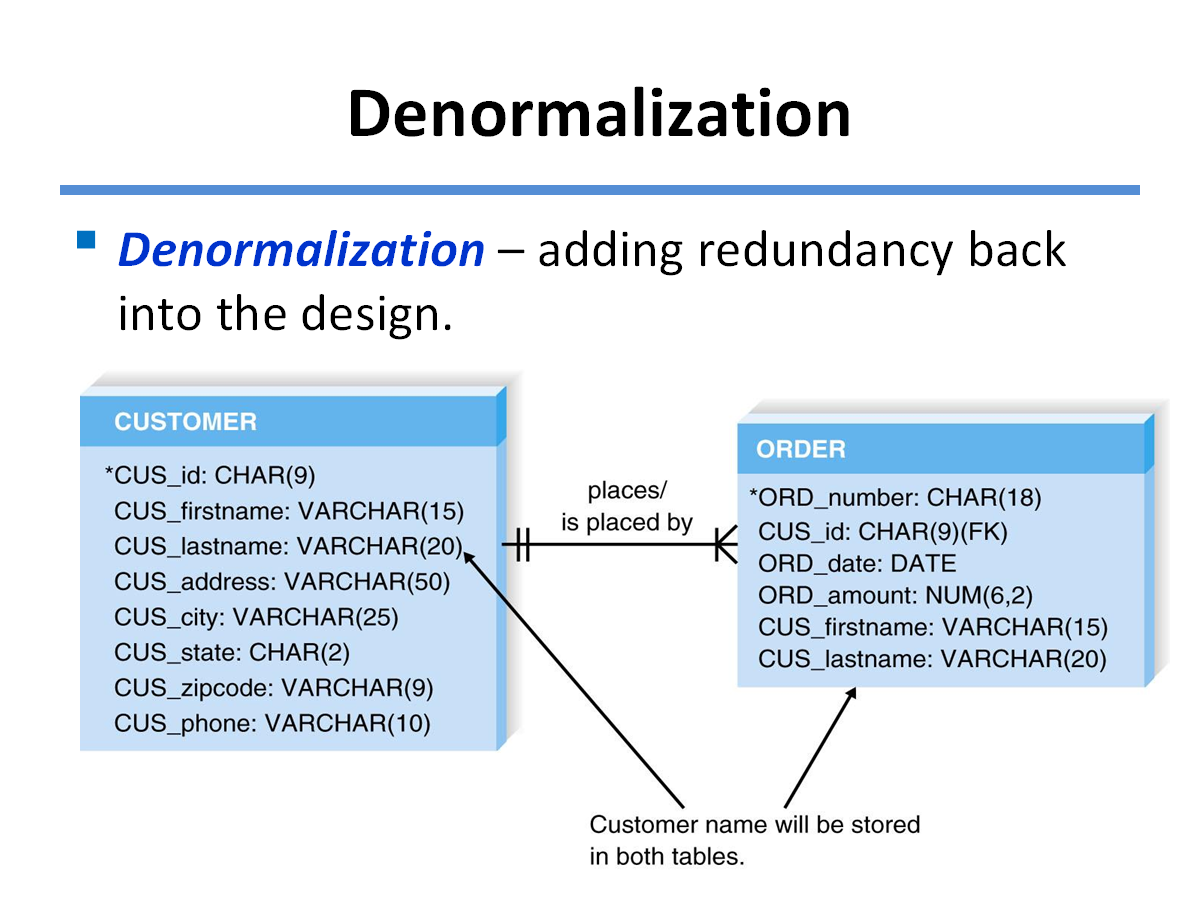 Denormalization
Denormalization – adding redundancy back
into the design.
CUSTOMER
*CUS_id: CHAR(9)
CUS_firstname: VARCHAR(15)
CUS_lastname: VARCHAR(20)
CUS_address: VARCHAR(50)
CUS_city: VARCHAR(25)
CUS_state: CHAR(2)
CUS_zipcode: VARCHAR(9)
CUS_phone: VARCHAR(10)
places/
is placed by
ORDER
*ORD_number: CHAR(18)
CUS_id: CHAR(9)(FK)
ORD_date: DATE
ORD_amount: NUM(6,2)
CUS_firstname: VARCHAR(15)
CUS_lastname: VARCHAR(20)
Customer name will be stored
in both tables.